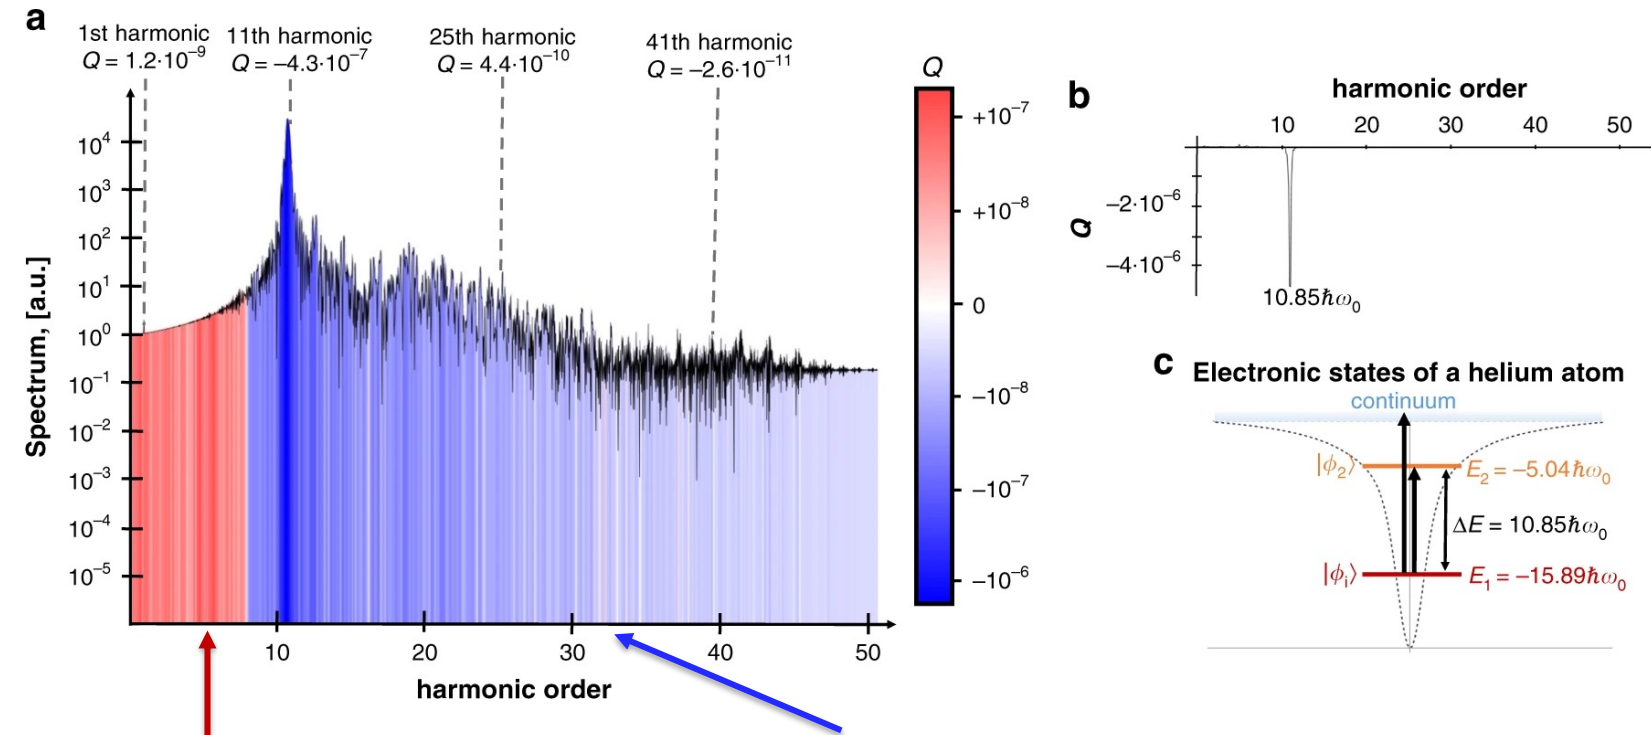 a
1st harmonic
Q = 1.2·10⁻⁹
11th harmonic
Q = −4.3·10⁻⁷
25th harmonic
Q = 4.4·10⁻¹⁰
41th harmonic
Q = −2.6·10⁻¹¹
Spectrum, [a.u.]
10⁴
10³
10²
10¹
10⁰
10⁻¹
10⁻²
10⁻³
10⁻⁴
10⁻⁵
10 20 30 40 50
harmonic order
Q
+10⁻⁷
+10⁻⁸
0
−10⁻⁸
−10⁻⁷
−10⁻⁶
b
harmonic order
10 20 30 40 50
Q
−2·10⁻⁶
−4·10⁻⁶
10.85ℏω₀
c
Electronic states of a helium atom
continuum
|ϕ₂⟩
E₂ = −5.04ℏω₀
ΔE = 10.85ℏω₀
|ϕᵢ⟩
E₁ = −15.89ℏω₀